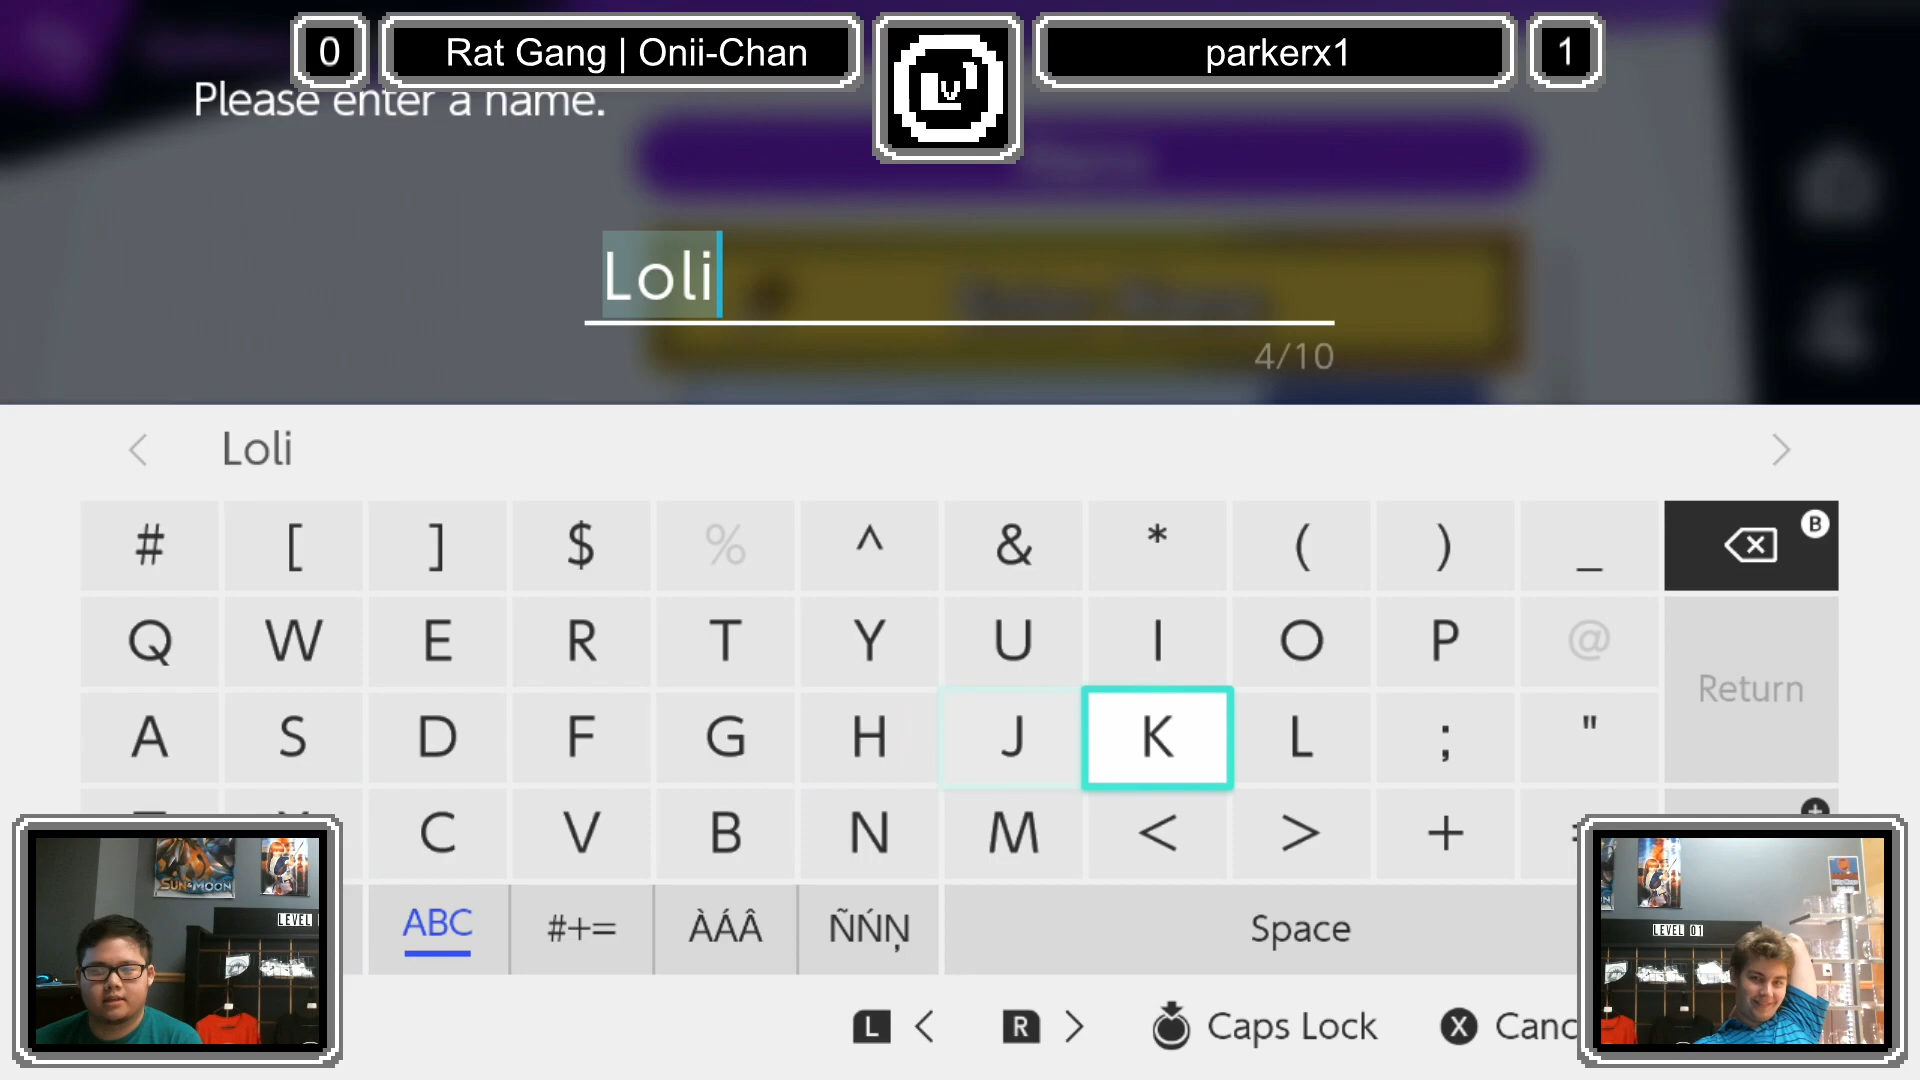 0 Rat Gang | Onii-Chan parkerx1 1
Please enter a name.
Loli
4/10
Loli
# [ ] $ % ^ & * ( ) _ B
Q W E R T Y U I O P @
Return
A S D F G H J K L ; "
C V B N M < > +
SUN & MOON
LEVEL
LEVEL 01
ABC #+= ÀÁÂ ÑŃŅ Space
L < R > Caps Lock X Canc